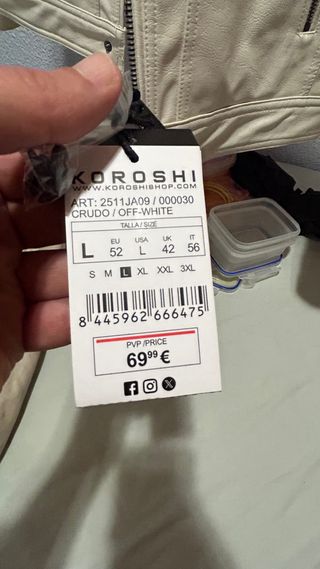 KOROSHI
WWW.KOROSHISHOP.COM
ART: 2511JA09 / 000030
CRUDO / OFF-WHITE
TALLA / SIZE
L EU 52 USA L UK 42 IT 56
S M L XL XXL 3XL
8 445962 666475
PVP /PRICE
69,99 €